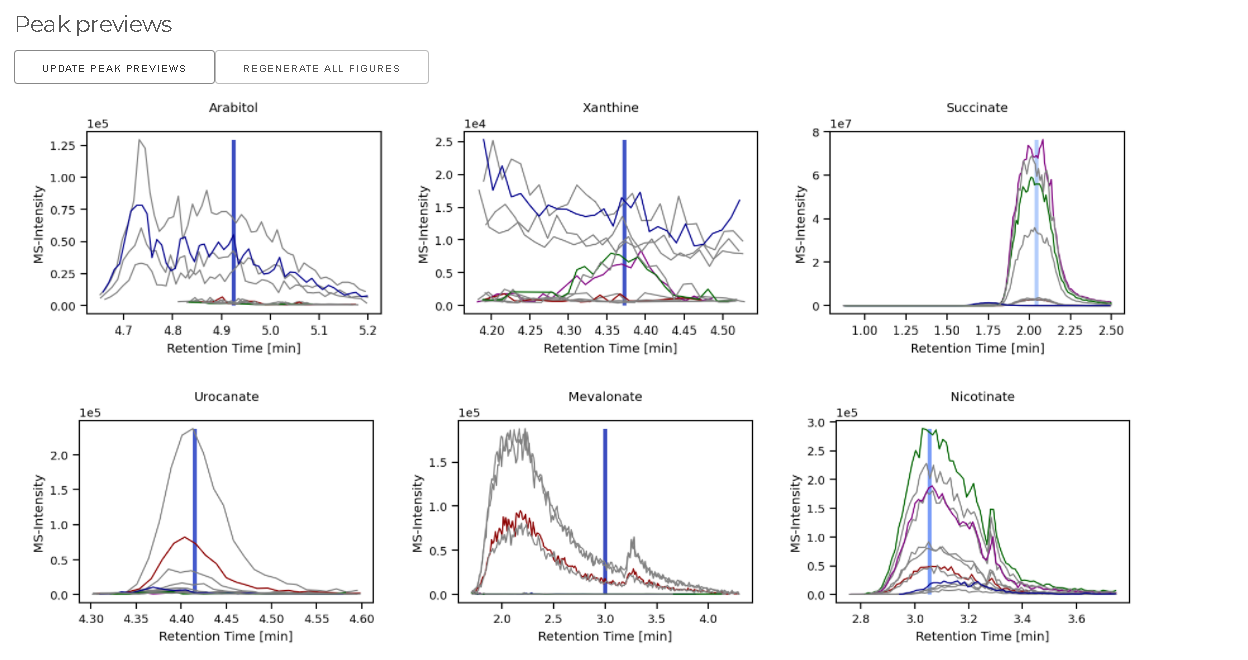 Peak previews
UPDATE PEAK PREVIEWS REGENERATE ALL FIGURES
Arabitol
1e5
MS-Intensity
1.25
1.00
0.75
0.50
0.25
0.00
4.7 4.8 4.9 5.0 5.1 5.2
Retention Time [min]
Xanthine
1e4
MS-Intensity
2.5
2.0
1.5
1.0
0.5
0.0
4.20 4.25 4.30 4.35 4.40 4.45 4.50
Retention Time [min]
Succinate
1e7
MS-Intensity
8
6
4
2
0
1.00 1.25 1.50 1.75 2.00 2.25 2.50
Retention Time [min]
Urocanate
1e5
MS-Intensity
2.0
1.5
1.0
0.5
0.0
4.30 4.35 4.40 4.45 4.50 4.55 4.60
Retention Time [min]
Mevalonate
1e5
MS-Intensity
1.5
1.0
0.5
0.0
2.0 2.5 3.0 3.5 4.0
Retention Time [min]
Nicotinate
1e5
MS-Intensity
3.0
2.5
2.0
1.5
1.0
0.5
0.0
2.8 3.0 3.2 3.4 3.6
Retention Time [min]